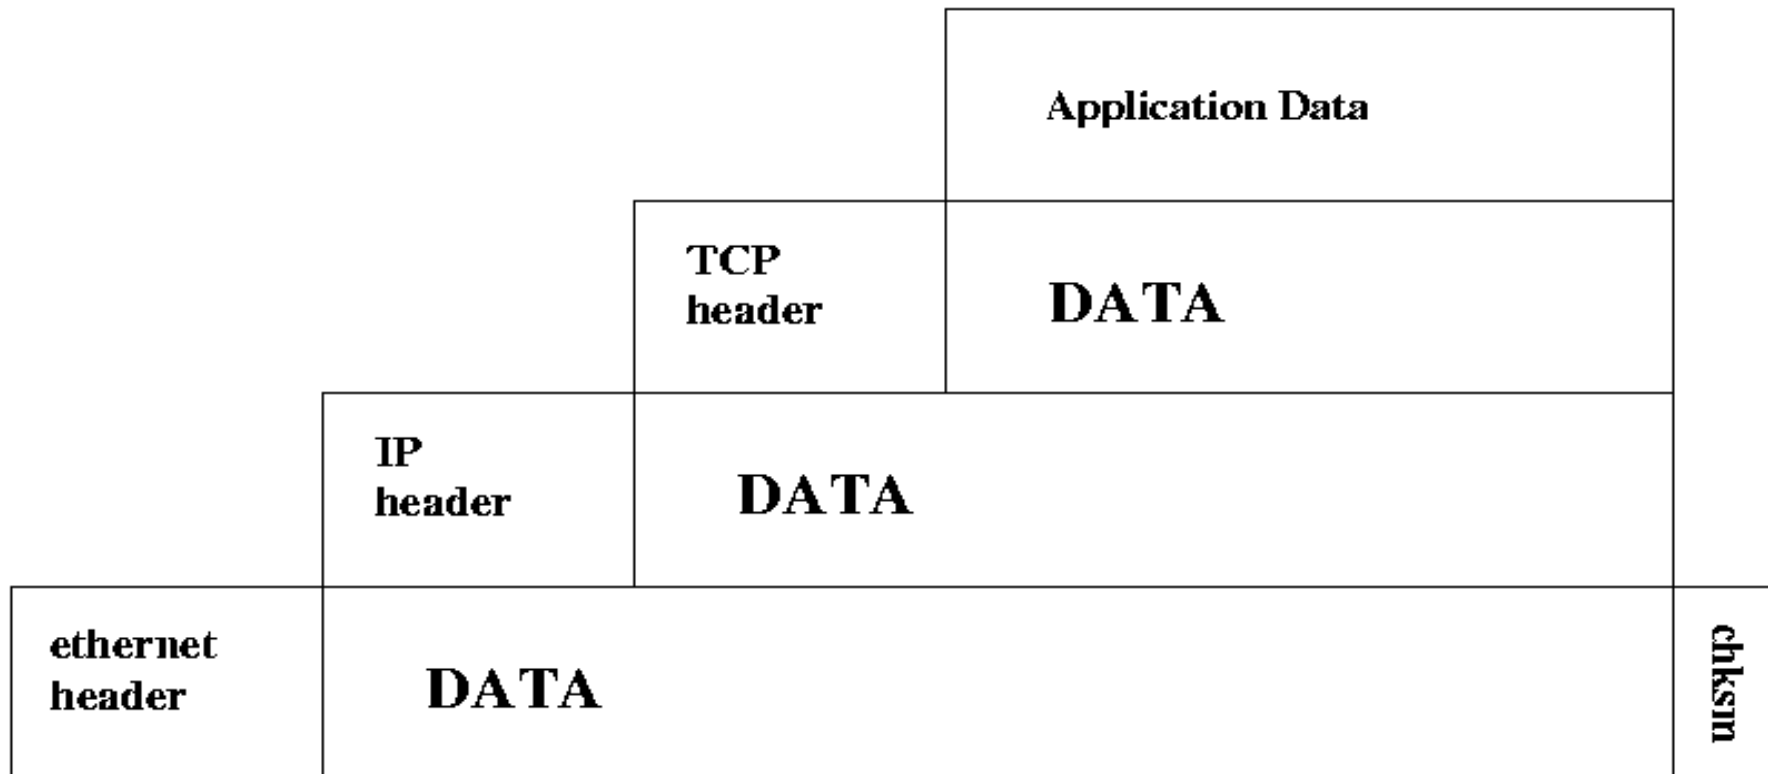 Application Data
TCP
header
DATA
IP
header
DATA
ethernet
header
DATA
chksm